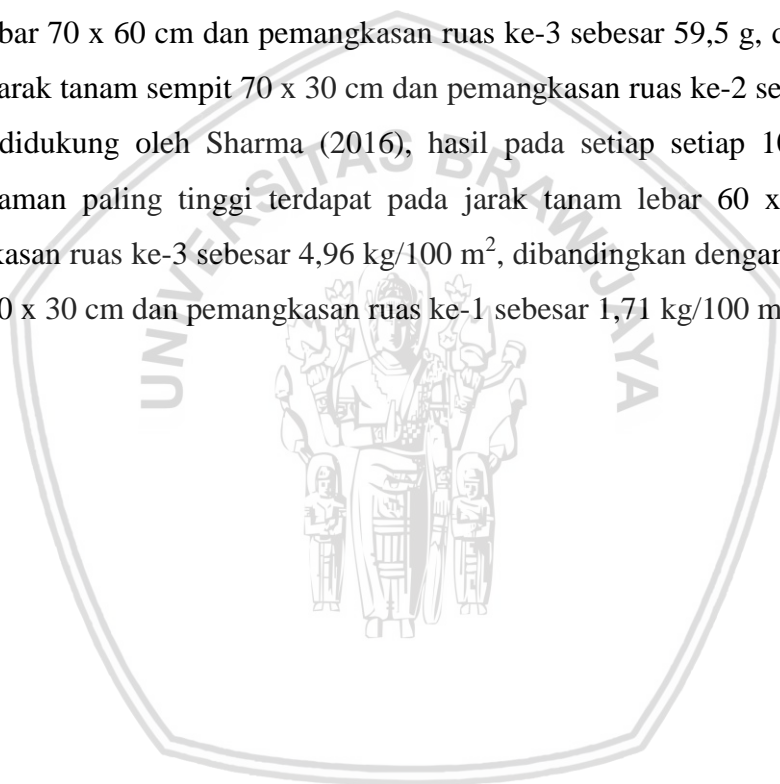 bar 70 x 60 cm dan pemangkasan ruas ke-3 sebesar 59,5 g, d
arak tanam sempit 70 x 30 cm dan pemangkasan ruas ke-2 se
didukung oleh Sharma (2016), hasil pada setiap setiap 10
aman paling tinggi terdapat pada jarak tanam lebar 60 x
kasan ruas ke-3 sebesar 4,96 kg/100 m², dibandingkan dengan
0 x 30 cm dan pemangkasan ruas ke-1 sebesar 1,71 kg/100 m
UNIVERSITAS BRAWIJAYA